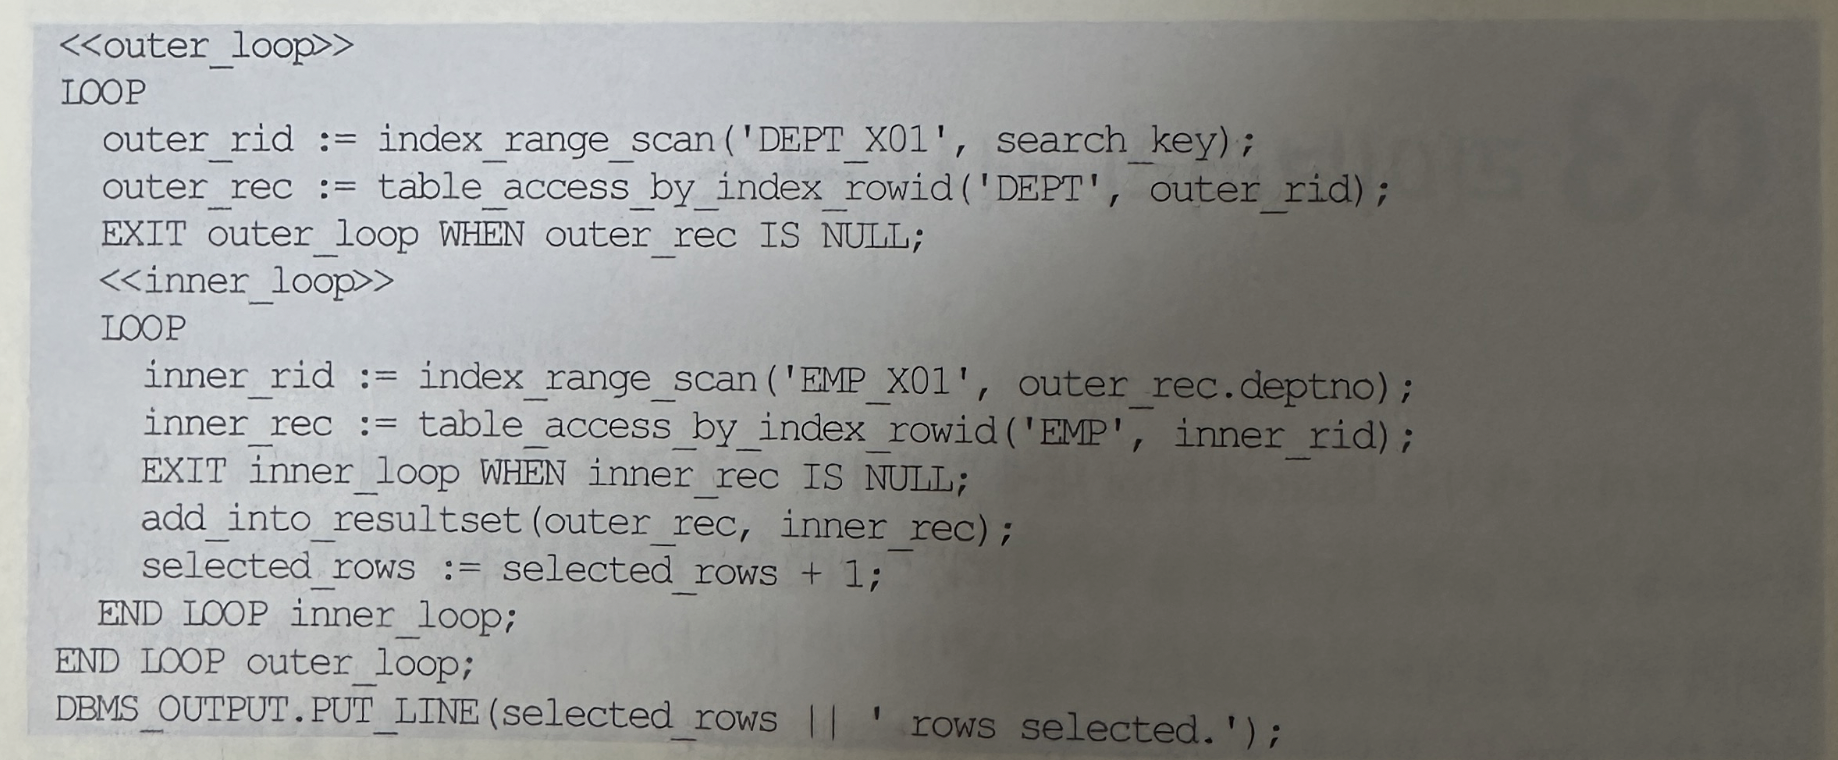 <<outer_loop>>
LOOP
outer_rid := index_range_scan('DEPT_X01', search_key);
outer_rec := table_access_by_index_rowid('DEPT', outer_rid);
EXIT outer_loop WHEN outer_rec IS NULL;
<<inner_loop>>
LOOP
inner_rid := index_range_scan('EMP_X01', outer_rec.deptno);
inner_rec := table_access_by_index_rowid('EMP', inner_rid);
EXIT inner_loop WHEN inner_rec IS NULL;
add_into_resultset(outer_rec, inner_rec);
selected_rows := selected_rows + 1;
END LOOP inner_loop;
END LOOP outer_loop;
DBMS_OUTPUT.PUT_LINE(selected_rows || ' rows selected.');